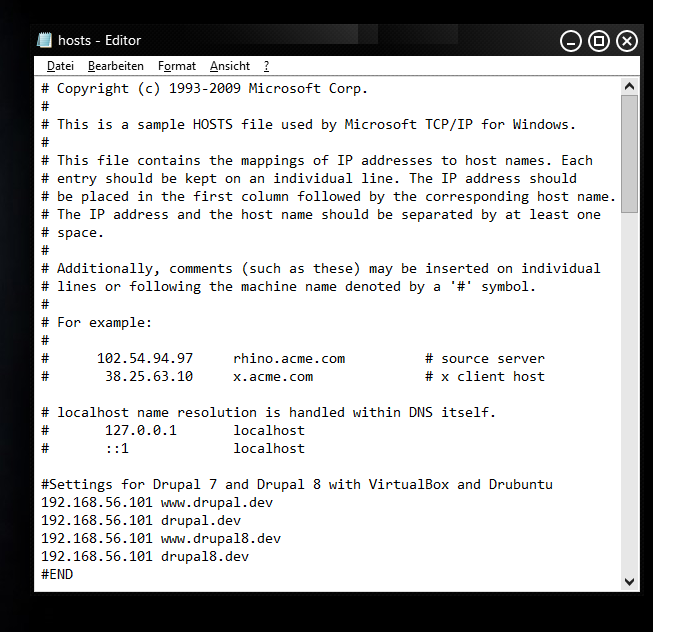 hosts - Editor
Datei Bearbeiten Format Ansicht ?
# Copyright (c) 1993-2009 Microsoft Corp.
#
# This is a sample HOSTS file used by Microsoft TCP/IP for Windows.
#
# This file contains the mappings of IP addresses to host names. Each
# entry should be kept on an individual line. The IP address should
# be placed in the first column followed by the corresponding host name.
# The IP address and the host name should be separated by at least one
# space.
#
# Additionally, comments (such as these) may be inserted on individual
# lines or following the machine name denoted by a '#' symbol.
#
# For example:
#
#      102.54.94.97     rhino.acme.com          # source server
#       38.25.63.10     x.acme.com              # x client host

# localhost name resolution is handled within DNS itself.
#       127.0.0.1       localhost
#       ::1             localhost

#Settings for Drupal 7 and Drupal 8 with VirtualBox and Drubuntu
192.168.56.101 www.drupal.dev
192.168.56.101 drupal.dev
192.168.56.101 www.drupal8.dev
192.168.56.101 drupal8.dev
#END